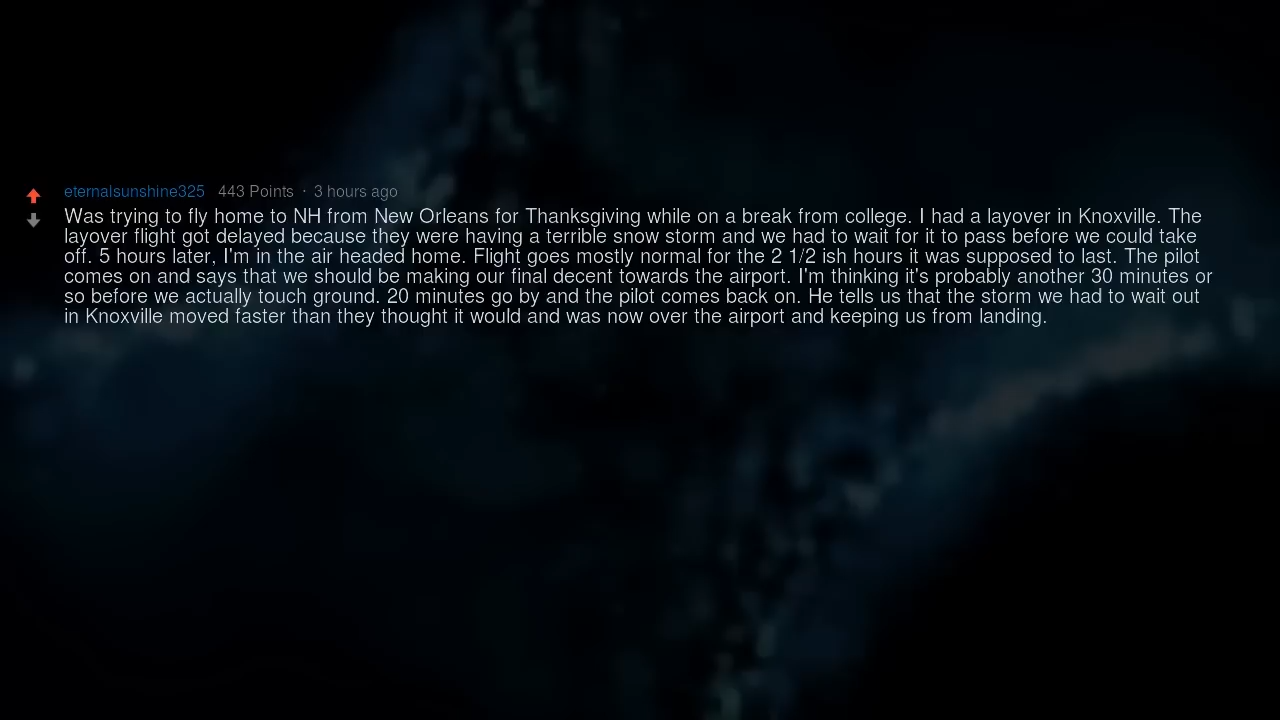 eternalsunshine325 443 Points · 3 hours ago
Was trying to fly home to NH from New Orleans for Thanksgiving while on a break from college. I had a layover in Knoxville. The
layover flight got delayed because they were having a terrible snow storm and we had to wait for it to pass before we could take
off. 5 hours later, I'm in the air headed home. Flight goes mostly normal for the 2 1/2 ish hours it was supposed to last. The pilot
comes on and says that we should be making our final decent towards the airport. I'm thinking it's probably another 30 minutes or
so before we actually touch ground. 20 minutes go by and the pilot comes back on. He tells us that the storm we had to wait out
in Knoxville moved faster than they thought it would and was now over the airport and keeping us from landing.